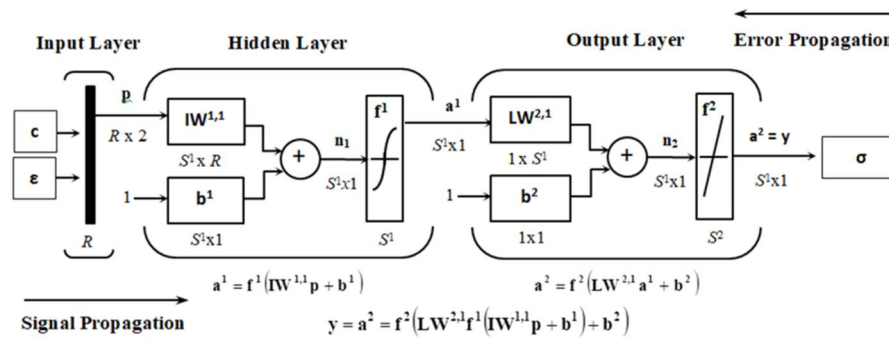 Input Layer
Hidden Layer
Output Layer
Error Propagation
p
IW¹,¹
n₁
f¹
a¹
LW²,¹
n₂
f²
a² = y
c
ε
R x 2
S¹ x R
+
S¹x1
S¹x1
1 x S¹
+
S¹x1
S¹x1
σ
1
b¹
1
b²
R
S¹x1
S¹
1x1
S²
a¹ = f¹(IW¹,¹p + b¹)
a² = f²(LW²,¹a¹ + b²)
Signal Propagation
y = a² = f²(LW²,¹f¹(IW¹,¹p + b¹) + b²)